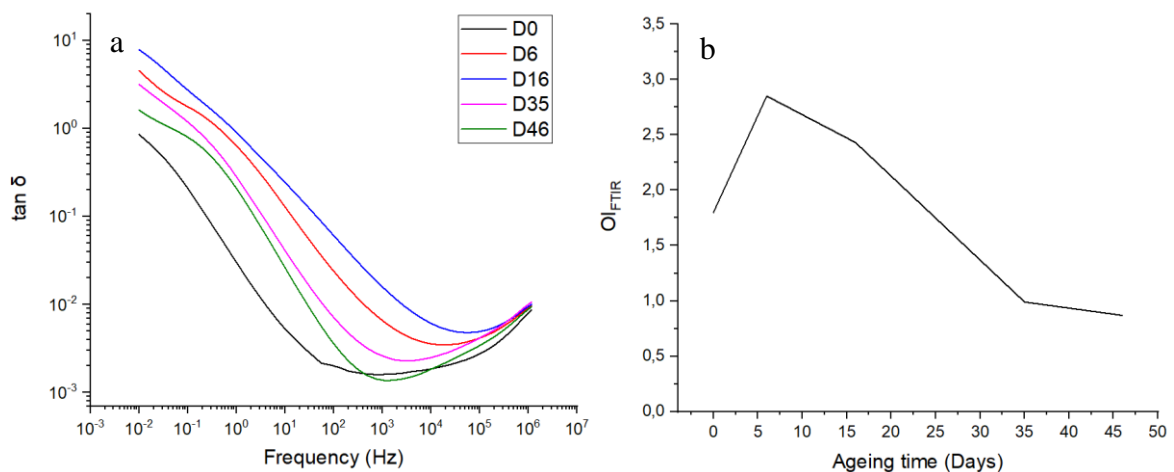 a
D0
D6
D16
D35
D46
tan δ
10^1
10^0
10^-1
10^-2
10^-3
10^-3 10^-2 10^-1 10^0 10^1 10^2 10^3 10^4 10^5 10^6 10^7
Frequency (Hz)
b
OI_FTIR
3,5
3,0
2,5
2,0
1,5
1,0
0,5
0,0
0 5 10 15 20 25 30 35 40 45 50
Ageing time (Days)